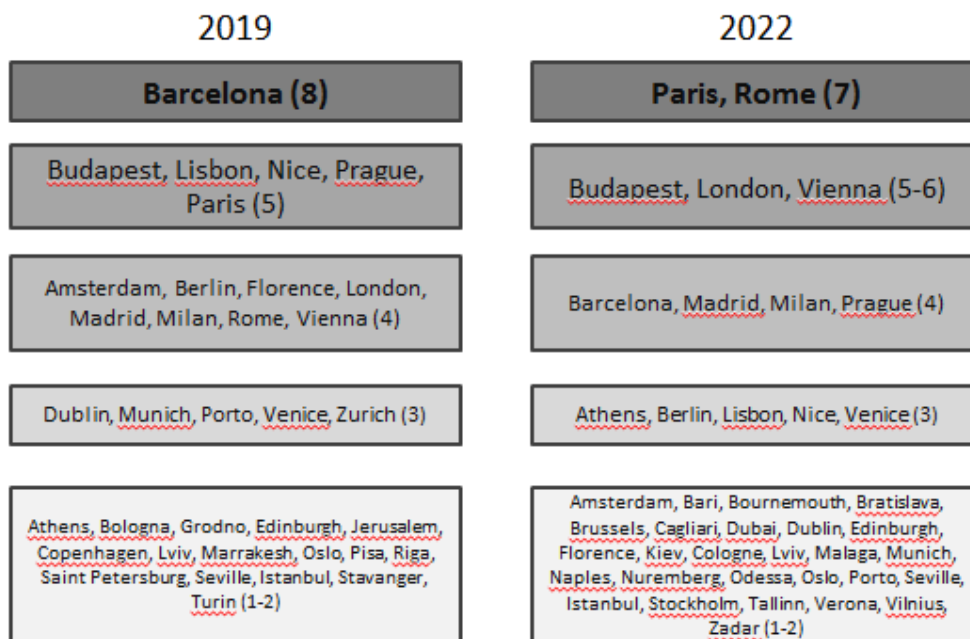 2019
Barcelona (8)
Budapest, Lisbon, Nice, Prague,
Paris (5)
Amsterdam, Berlin, Florence, London,
Madrid, Milan, Rome, Vienna (4)
Dublin, Munich, Porto, Venice, Zurich (3)
Athens, Bologna, Grodno, Edinburgh, Jerusalem,
Copenhagen, Lviv, Marrakesh, Oslo, Pisa, Riga,
Saint Petersburg, Seville, Istanbul, Stavanger,
Turin (1-2)
2022
Paris, Rome (7)
Budapest, London, Vienna (5-6)
Barcelona, Madrid, Milan, Prague (4)
Athens, Berlin, Lisbon, Nice, Venice (3)
Amsterdam, Bari, Bournemouth, Bratislava,
Brussels, Cagliari, Dubai, Dublin, Edinburgh,
Florence, Kiev, Cologne, Lviv, Malaga, Munich,
Naples, Nuremberg, Odessa, Oslo, Porto, Seville,
Istanbul, Stockholm, Tallinn, Verona, Vilnius,
Zadar (1-2)